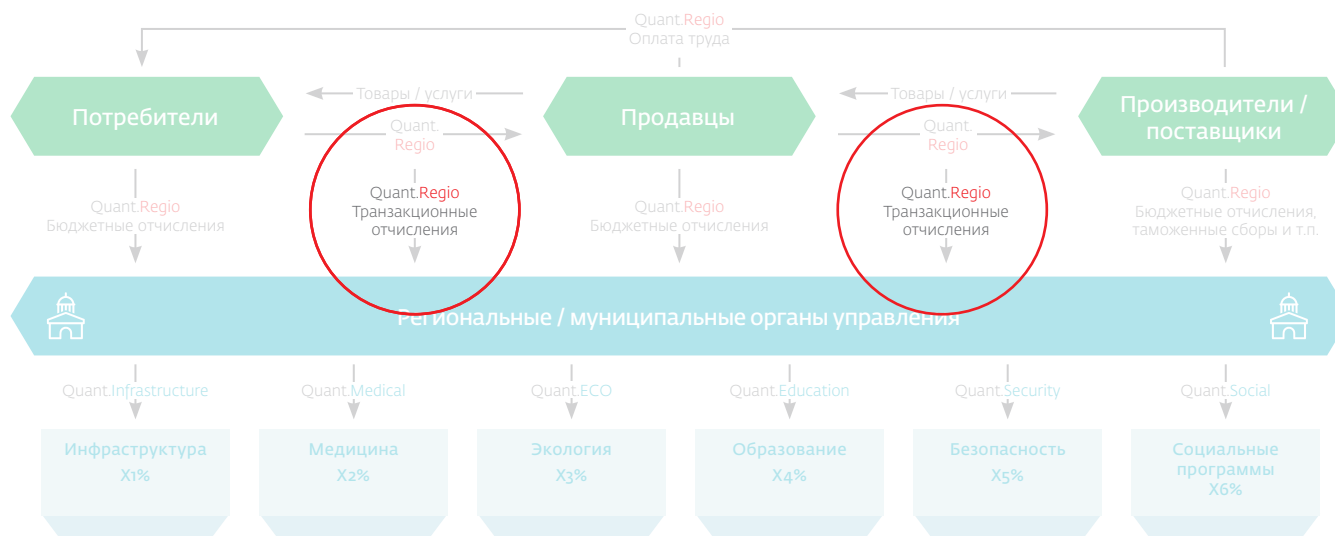 Quant.Regio
Оплата труда
Товары / услуги
Товары / услуги
Потребители
Продавцы
Производители /
поставщики
Quant.
Regio
Quant.
Regio
Quant.Regio
Бюджетные отчисления
Quant.Regio
Транзакционные
отчисления
Quant.Regio
Бюджетные отчисления
Quant.Regio
Транзакционные
отчисления
Quant.Regio
Бюджетные отчисления,
таможенные сборы и т.п.
Региональные / муниципальные органы управления
Quant.Infrastructure
Quant.Medical
Quant.ECO
Quant.Education
Quant.Security
Quant.Social
Инфраструктура
X1%
Медицина
X2%
Экология
X3%
Образование
X4%
Безопасность
X5%
Социальные
программы
X6%